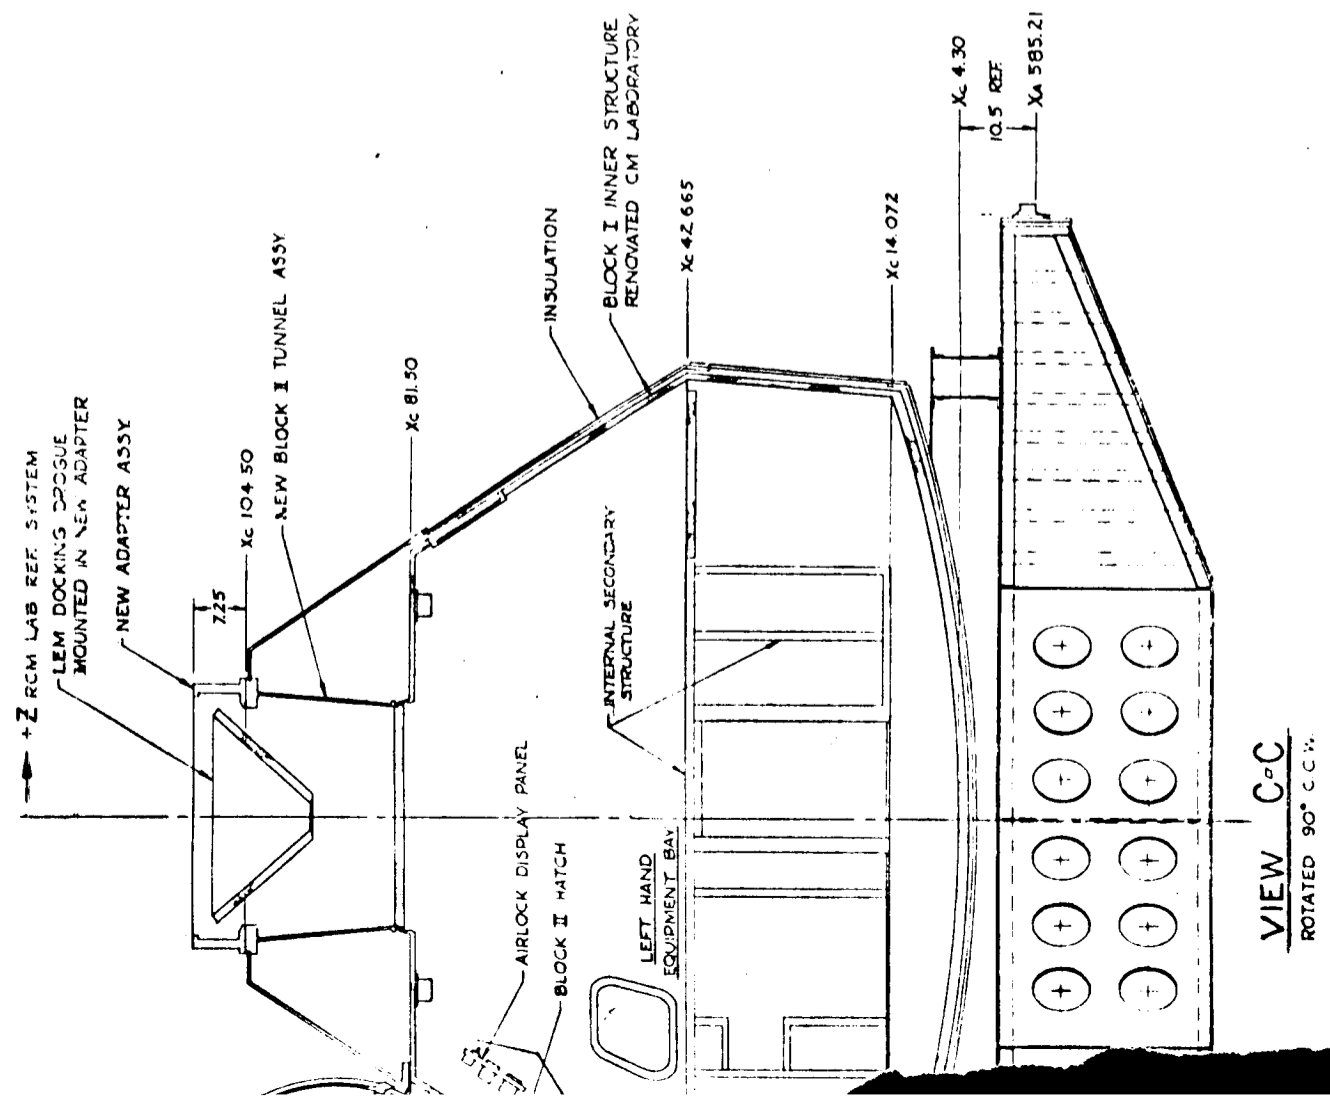 +Z RCM LAB REF. SYSTEM
LEM DOCKING DROGUE
MOUNTED IN NEW ADAPTER
NEW ADAPTER ASSY.
7.25
Xc 104.50
NEW BLOCK II TUNNEL ASSY.
Xc 81.50
INSULATION
BLOCK I INNER STRUCTURE
RENOVATED CM LABORATORY
Xc 42.665
Xc 14.072
Xc 4.30
10.5 REF.
XA 585.21
INTERNAL SECONDARY
STRUCTURE
AIRLOCK DISPLAY PANEL
BLOCK II HATCH
LEFT HAND
EQUIPMENT BAY
VIEW C-C
ROTATED 90° C.C.W.